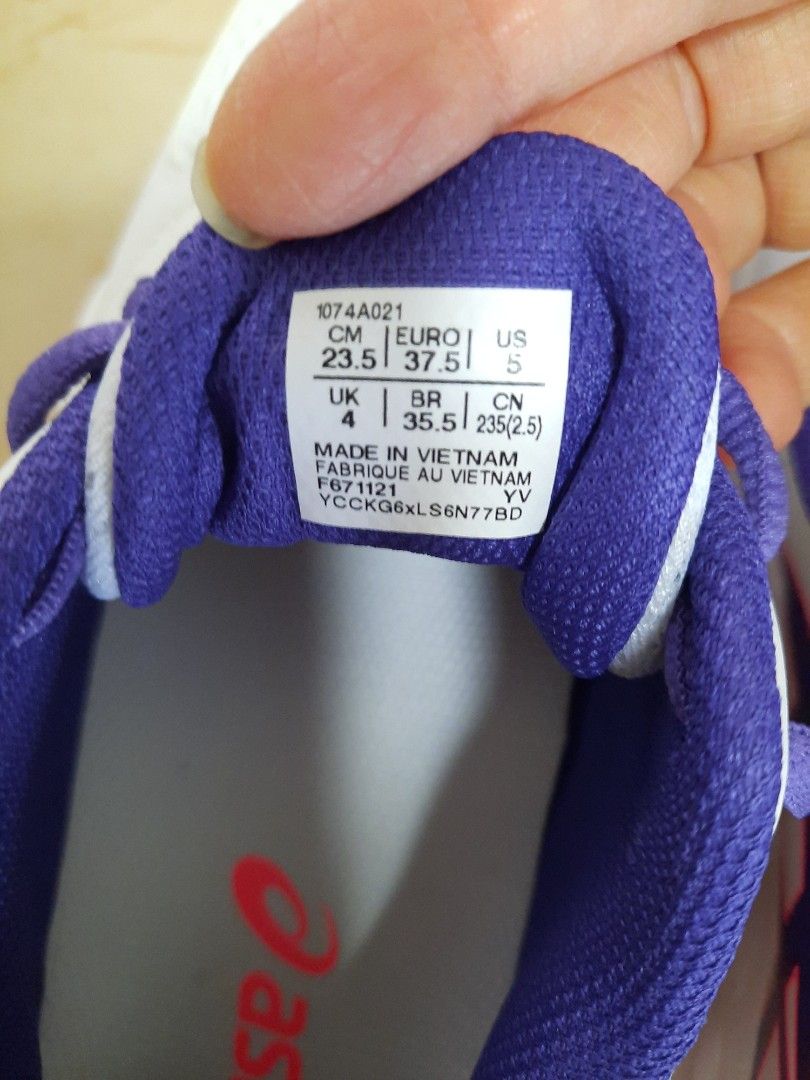 1074A021
CM | EURO | US
23.5 | 37.5 | 5
UK | BR | CN
4 | 35.5 | 235(2.5)
MADE IN VIETNAM
FABRIQUE AU VIETNAM
F671121 YV
YCCKG6xLS6N77BD
as